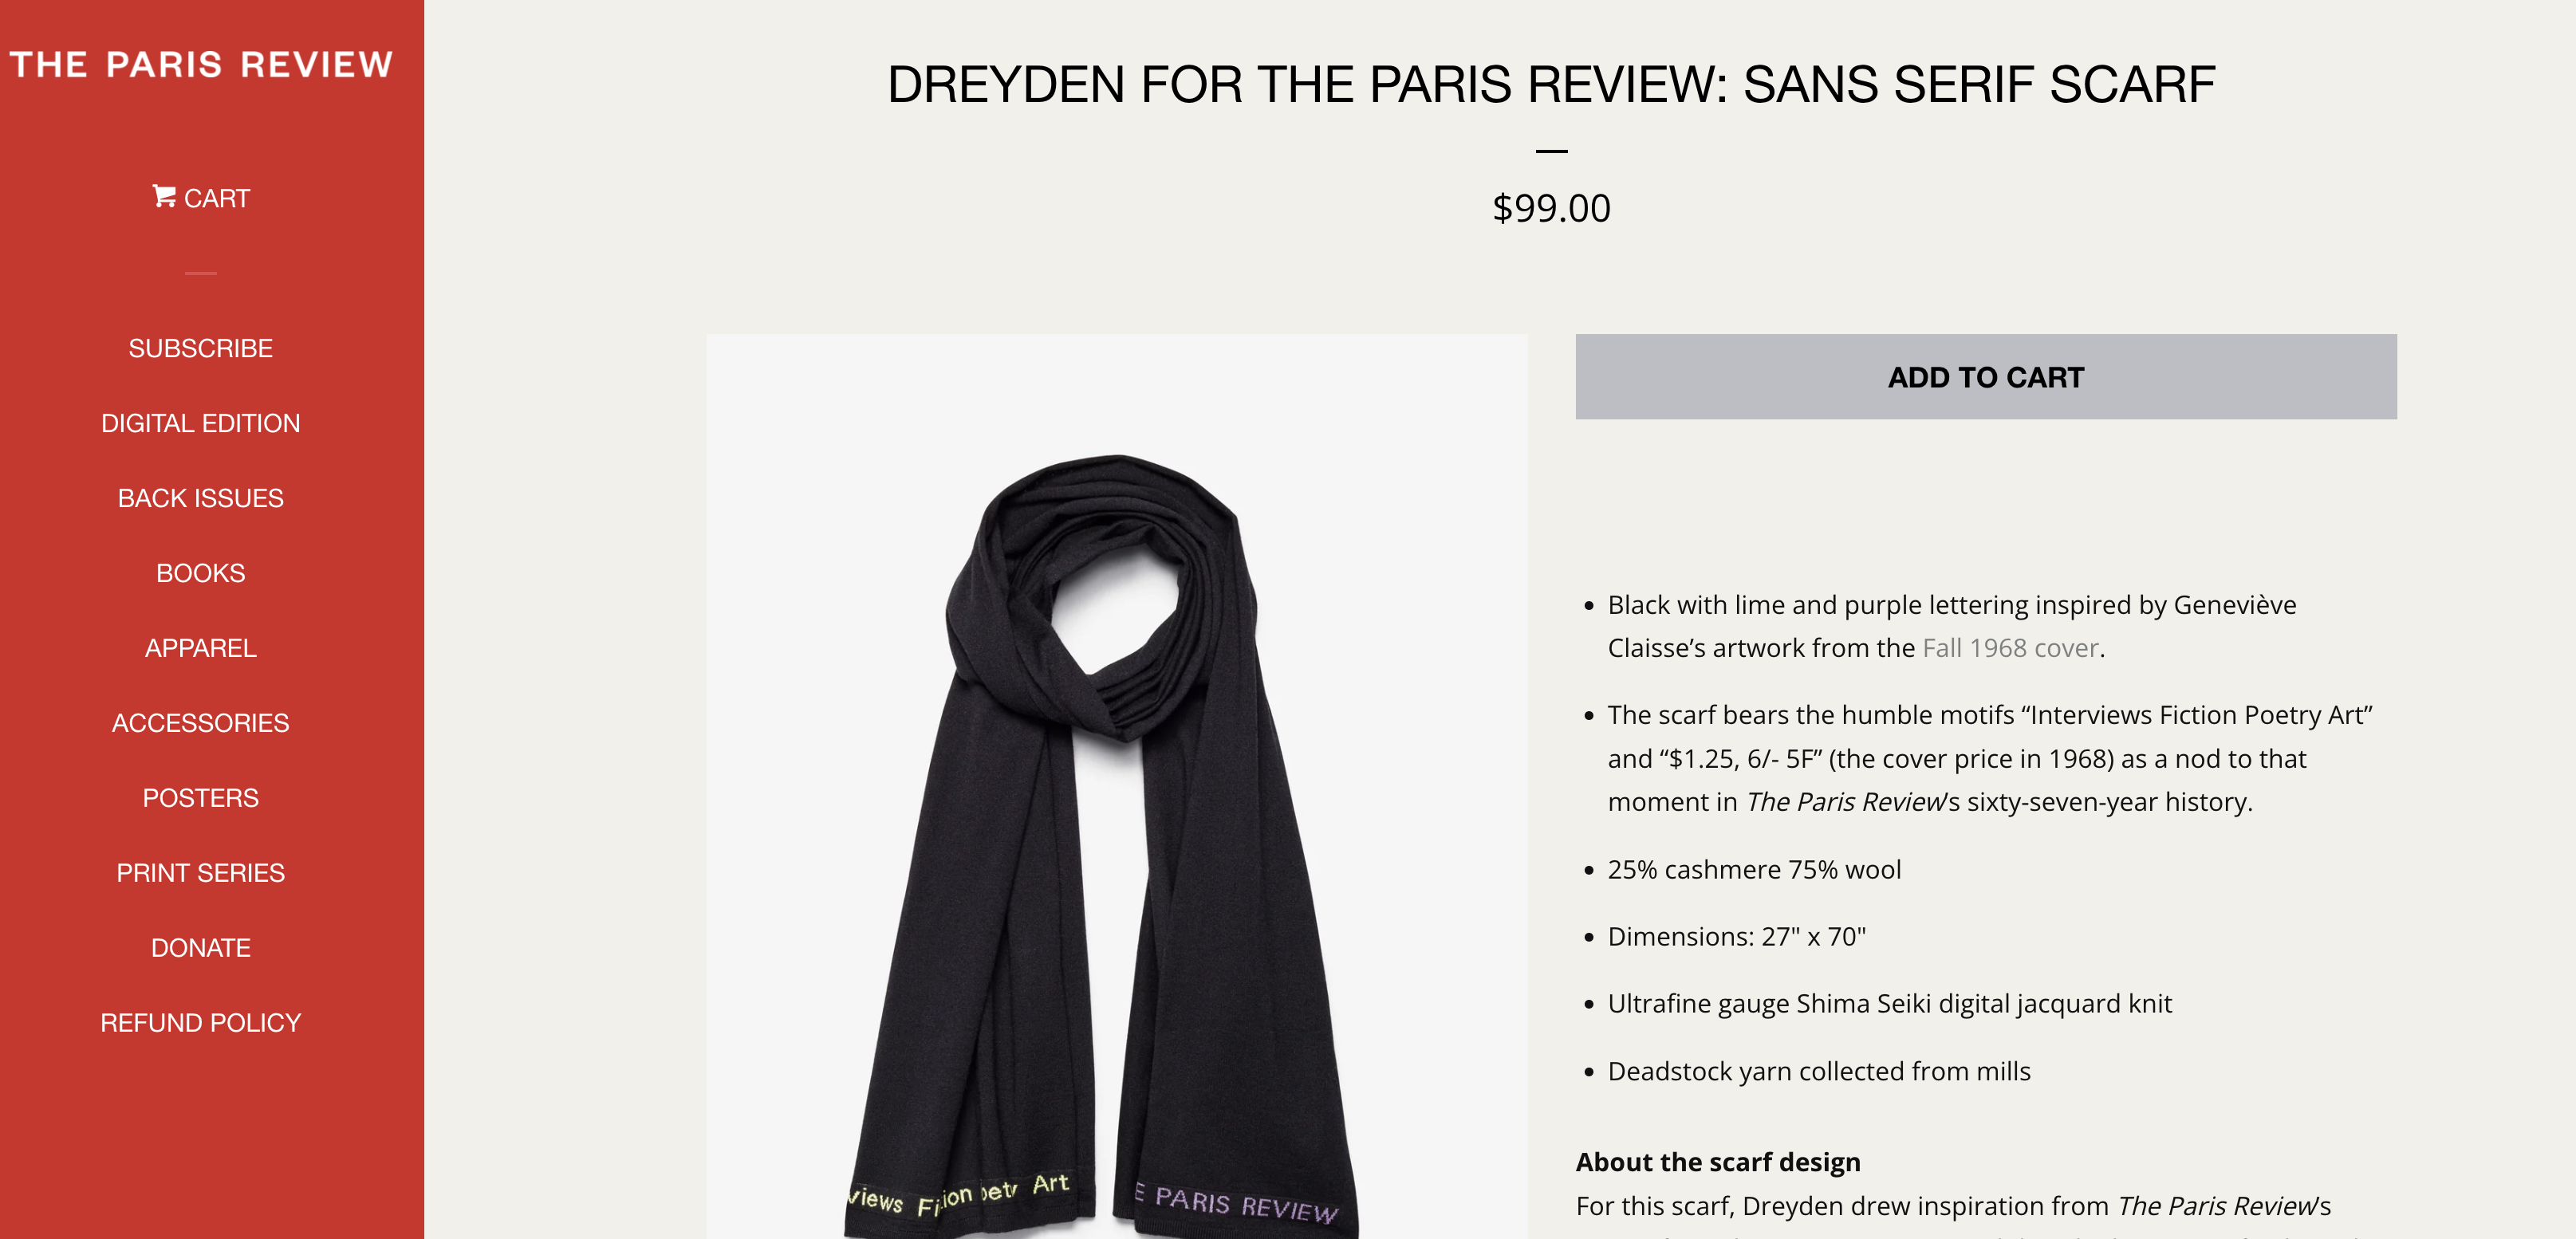 THE PARIS REVIEW
CART
SUBSCRIBE
DIGITAL EDITION
BACK ISSUES
BOOKS
APPAREL
ACCESSORIES
POSTERS
PRINT SERIES
DONATE
REFUND POLICY
DREYDEN FOR THE PARIS REVIEW: SANS SERIF SCARF
$99.00
views Fi ion oetr Art
E PARIS REVIEW
ADD TO CART
• Black with lime and purple lettering inspired by Geneviève
Claisse’s artwork from the Fall 1968 cover.
• The scarf bears the humble motifs “Interviews Fiction Poetry Art”
and “$1.25, 6/- 5F” (the cover price in 1968) as a nod to that
moment in The Paris Review’s sixty-seven-year history.
• 25% cashmere 75% wool
• Dimensions: 27" x 70"
• Ultrafine gauge Shima Seiki digital jacquard knit
• Deadstock yarn collected from mills
About the scarf design
For this scarf, Dreyden drew inspiration from The Paris Review’s